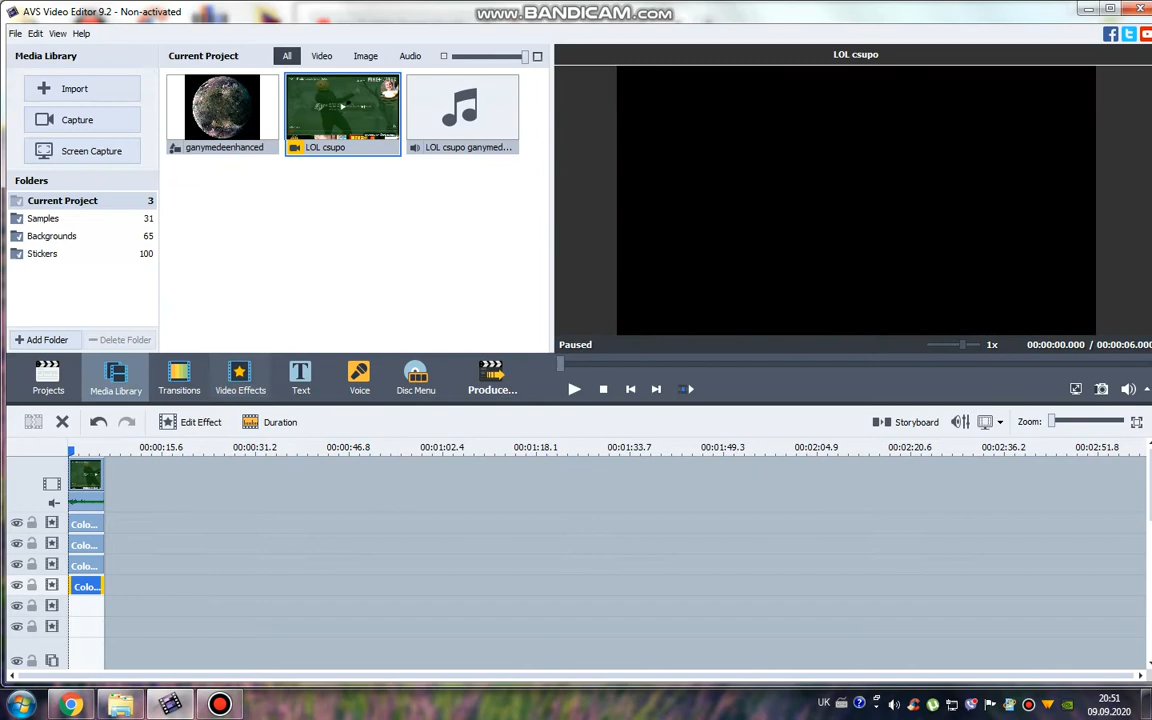 AVS Video Editor 9.2 - Non-activated
www.BANDICAM.com
File Edit View Help
Media Library
Import
Capture
Screen Capture
Folders
Current Project 3
Samples 31
Backgrounds 65
Stickers 100
Add Folder
Delete Folder
Current Project All Video Image Audio
ganymedeenhanced
LOL csupo
LOL csupo ganymed...
LOL csupo
Paused
1x
00:00:00.000 / 00:00:06.000
Projects
Media Library
Transitions
Video Effects
Text
Voice
Disc Menu
Produce...
Edit Effect
Duration
Storyboard
Zoom:
00:00:15.6 00:00:31.2 00:00:46.8 00:01:02.4 00:01:18.1 00:01:33.7 00:01:49.3 00:02:04.9 00:02:20.6 00:02:36.2 00:02:51.8
Colo...
Colo...
Colo...
Colo...
UK
20:51
09.09.2020